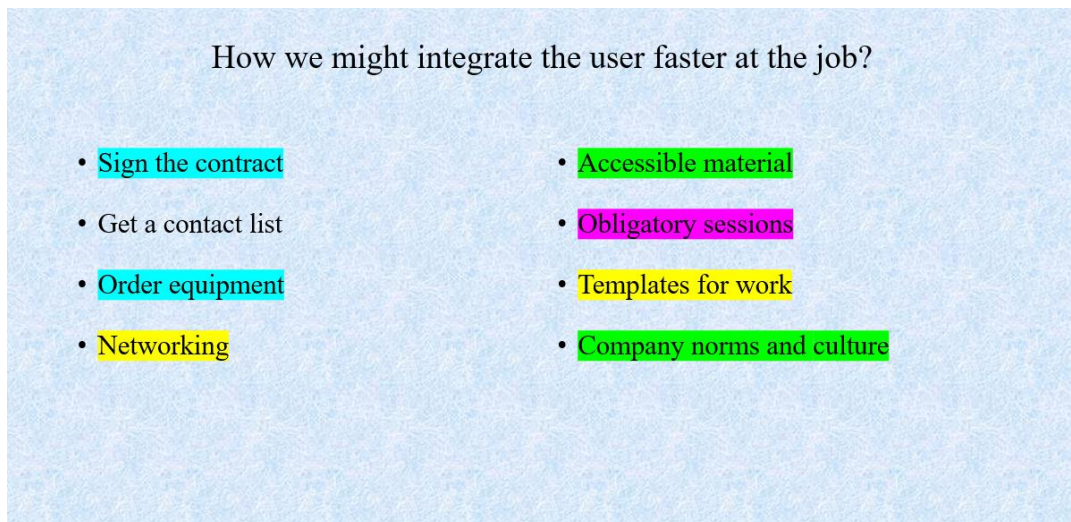 How we might integrate the user faster at the job?
• Sign the contract
• Get a contact list
• Order equipment
• Networking
• Accessible material
• Obligatory sessions
• Templates for work
• Company norms and culture